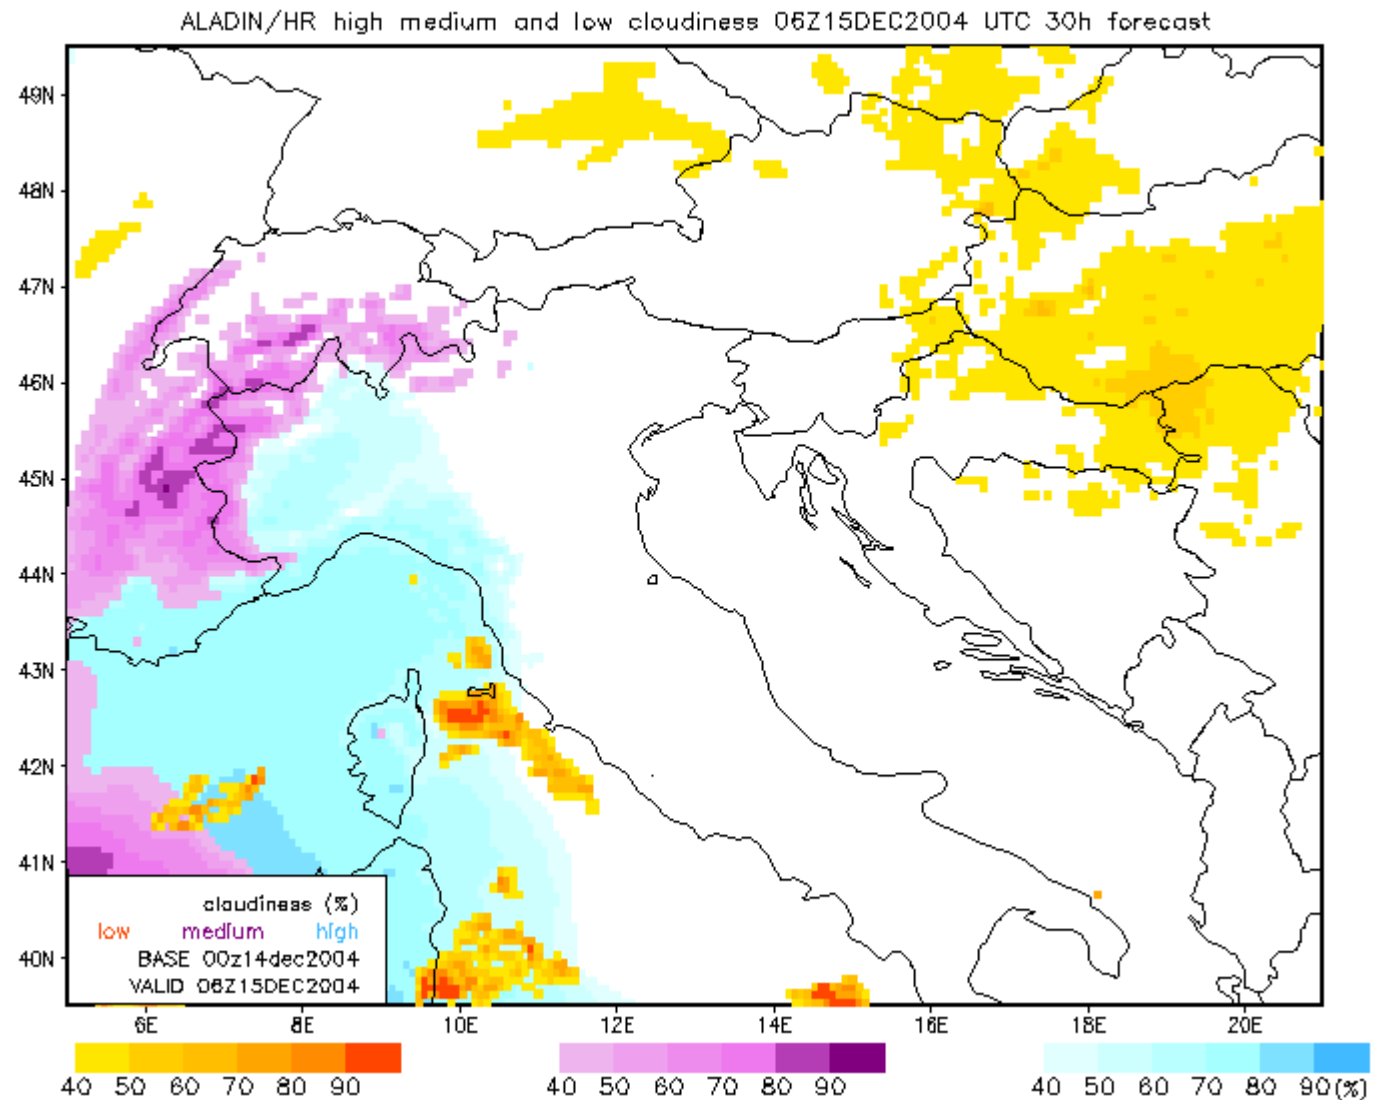 ALADIN/HR high medium and low cloudiness 06Z15DEC2004 UTC 30h forecast
49N
48N
47N
46N
45N
44N
43N
42N
41N
40N
cloudiness (%)
low medium high
BASE 00z14dec2004
VALID 06Z15DEC2004
6E 8E 10E 12E 14E 16E 18E 20E
40 50 60 70 80 90 40 50 60 70 80 90 40 50 60 70 80 90 (%)